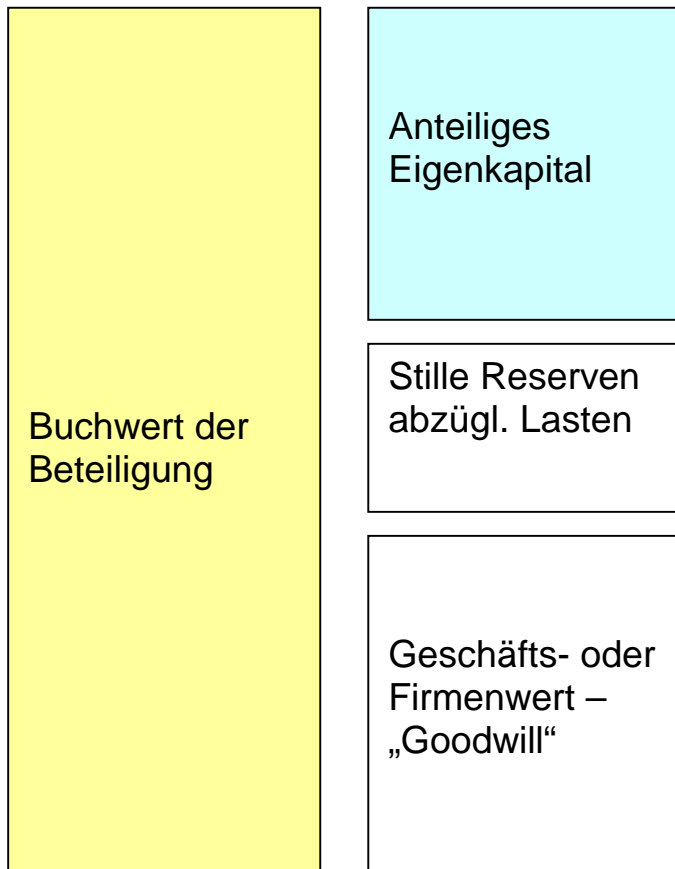 Buchwert der
Beteiligung
Anteiliges
Eigenkapital
Stille Reserven
abzügl. Lasten
Geschäfts- oder
Firmenwert –
„Goodwill“